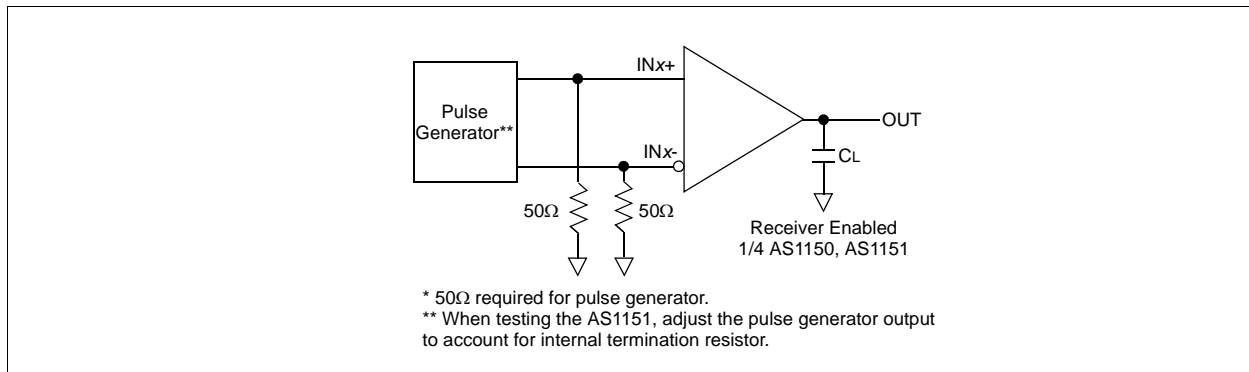 INx+
Pulse
Generator**
OUT
INx-
CL
50Ω
50Ω
Receiver Enabled
1/4 AS1150, AS1151
* 50Ω required for pulse generator.
** When testing the AS1151, adjust the pulse generator output
to account for internal termination resistor.